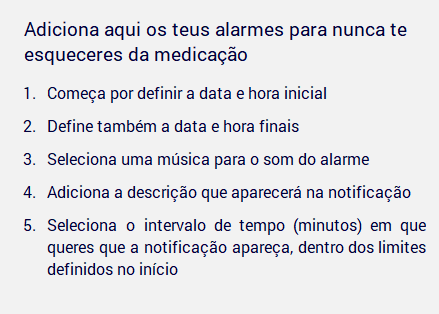 Adiciona aqui os teus alarmes para nunca te
esqueceres da medicação
1. Começa por definir a data e hora inicial
2. Define também a data e hora finais
3. Seleciona uma música para o som do alarme
4. Adiciona a descrição que aparecerá na notificação
5. Seleciona o intervalo de tempo (minutos) em que
queres que a notificação apareça, dentro dos limites
definidos no início